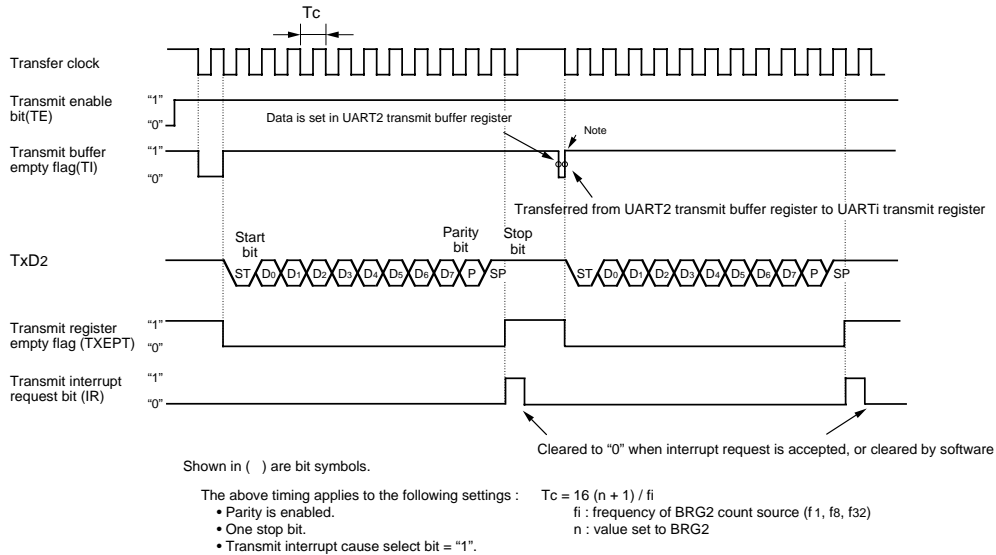 Tc
Transfer clock
Transmit enable
bit(TE)
“1”
“0”
Data is set in UART2 transmit buffer register
Note
Transmit buffer
empty flag(TI)
“1”
“0”
Transferred from UART2 transmit buffer register to UARTi transmit register
Start
bit
Parity
bit
Stop
bit
TxD2
ST D0 D1 D2 D3 D4 D5 D6 D7 P SP
ST D0 D1 D2 D3 D4 D5 D6 D7 P SP
Transmit register
empty flag (TXEPT)
“1”
“0”
Transmit interrupt
request bit (IR)
“1”
“0”
Cleared to “0” when interrupt request is accepted, or cleared by software
Shown in ( ) are bit symbols.
The above timing applies to the following settings :
• Parity is enabled.
• One stop bit.
• Transmit interrupt cause select bit = “1”.
Tc = 16 (n + 1) / fi
fi : frequency of BRG2 count source (f1, f8, f32)
n : value set to BRG2